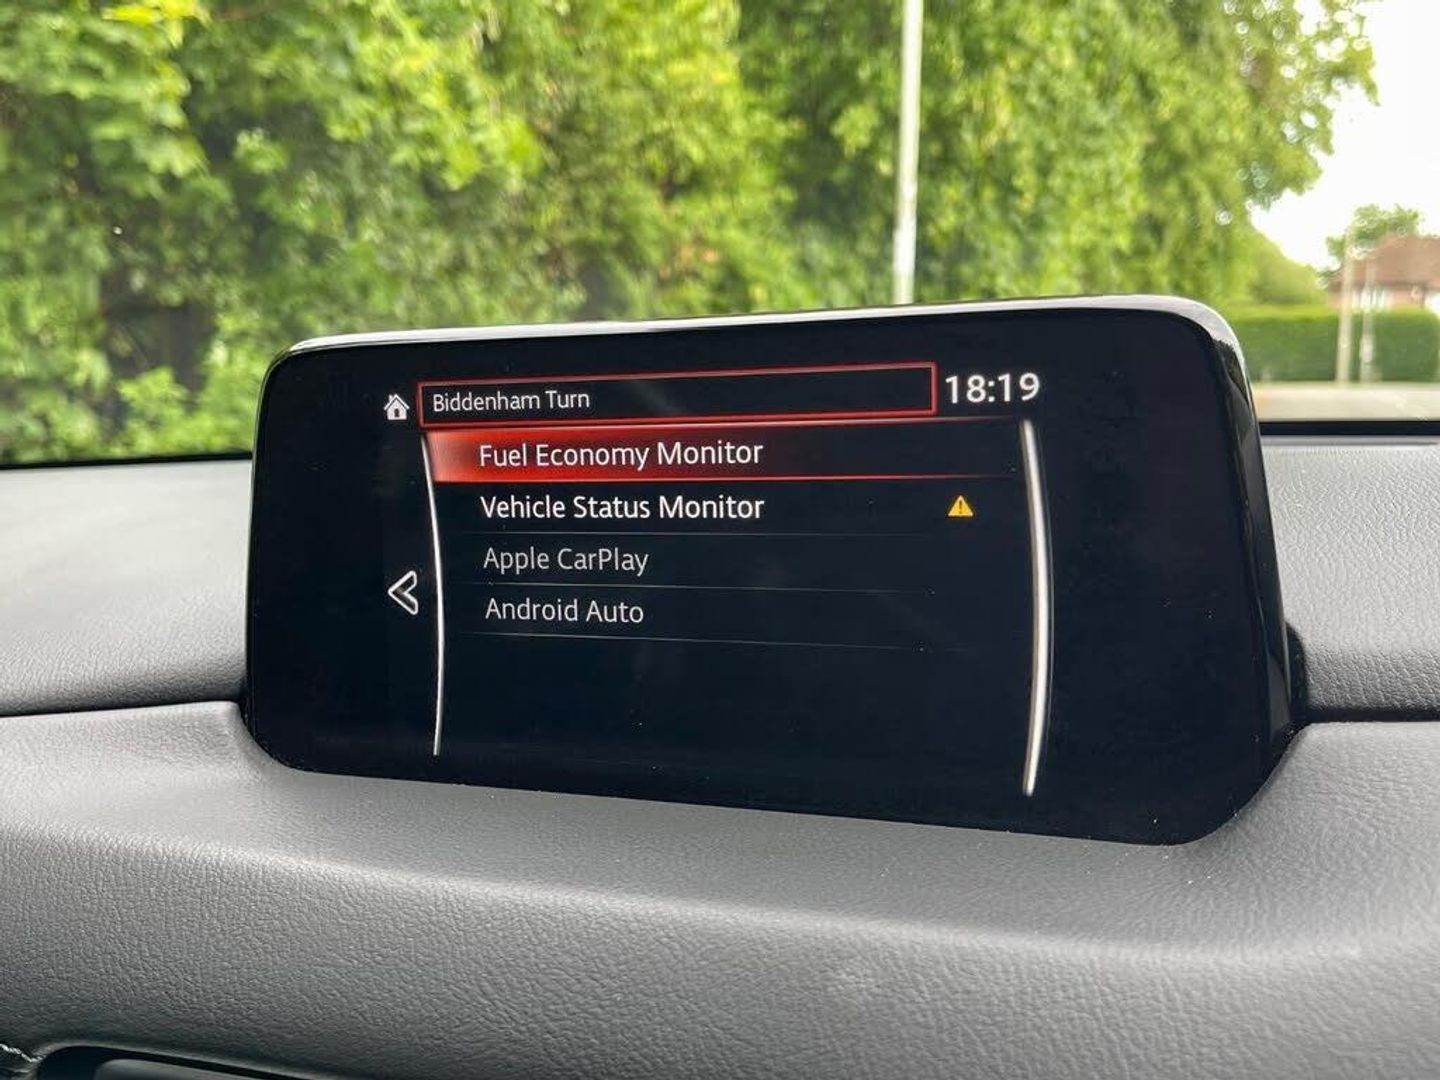 Biddenham Turn
18:19
Fuel Economy Monitor
Vehicle Status Monitor
Apple CarPlay
Android Auto